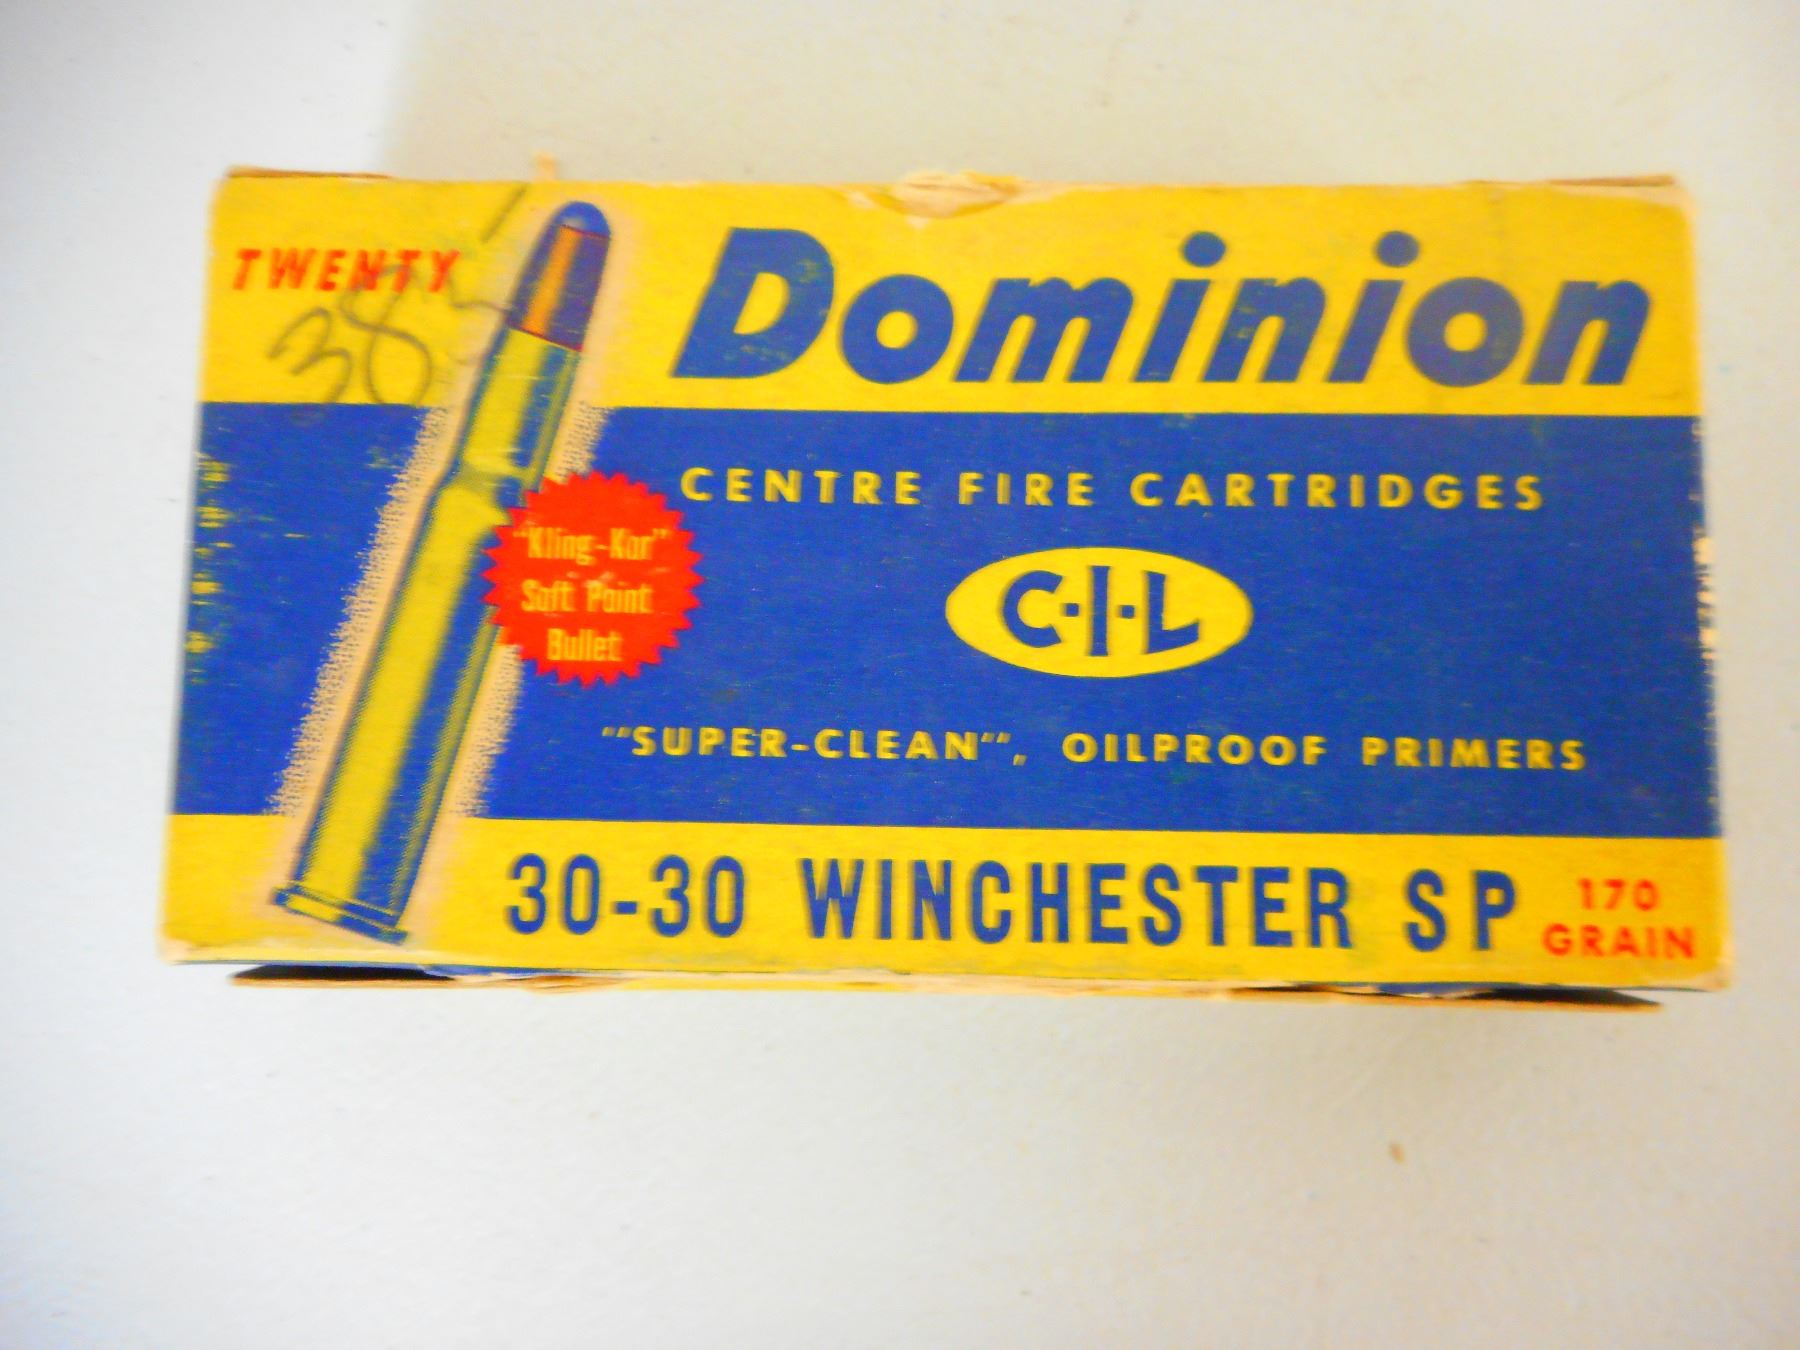 TWENTY
385
Dominion
CENTRE FIRE CARTRIDGES
"Kling-Kor"
Soft Point
Bullet
C·I·L
"SUPER-CLEAN", OILPROOF PRIMERS
30-30 WINCHESTER SP
170
GRAIN